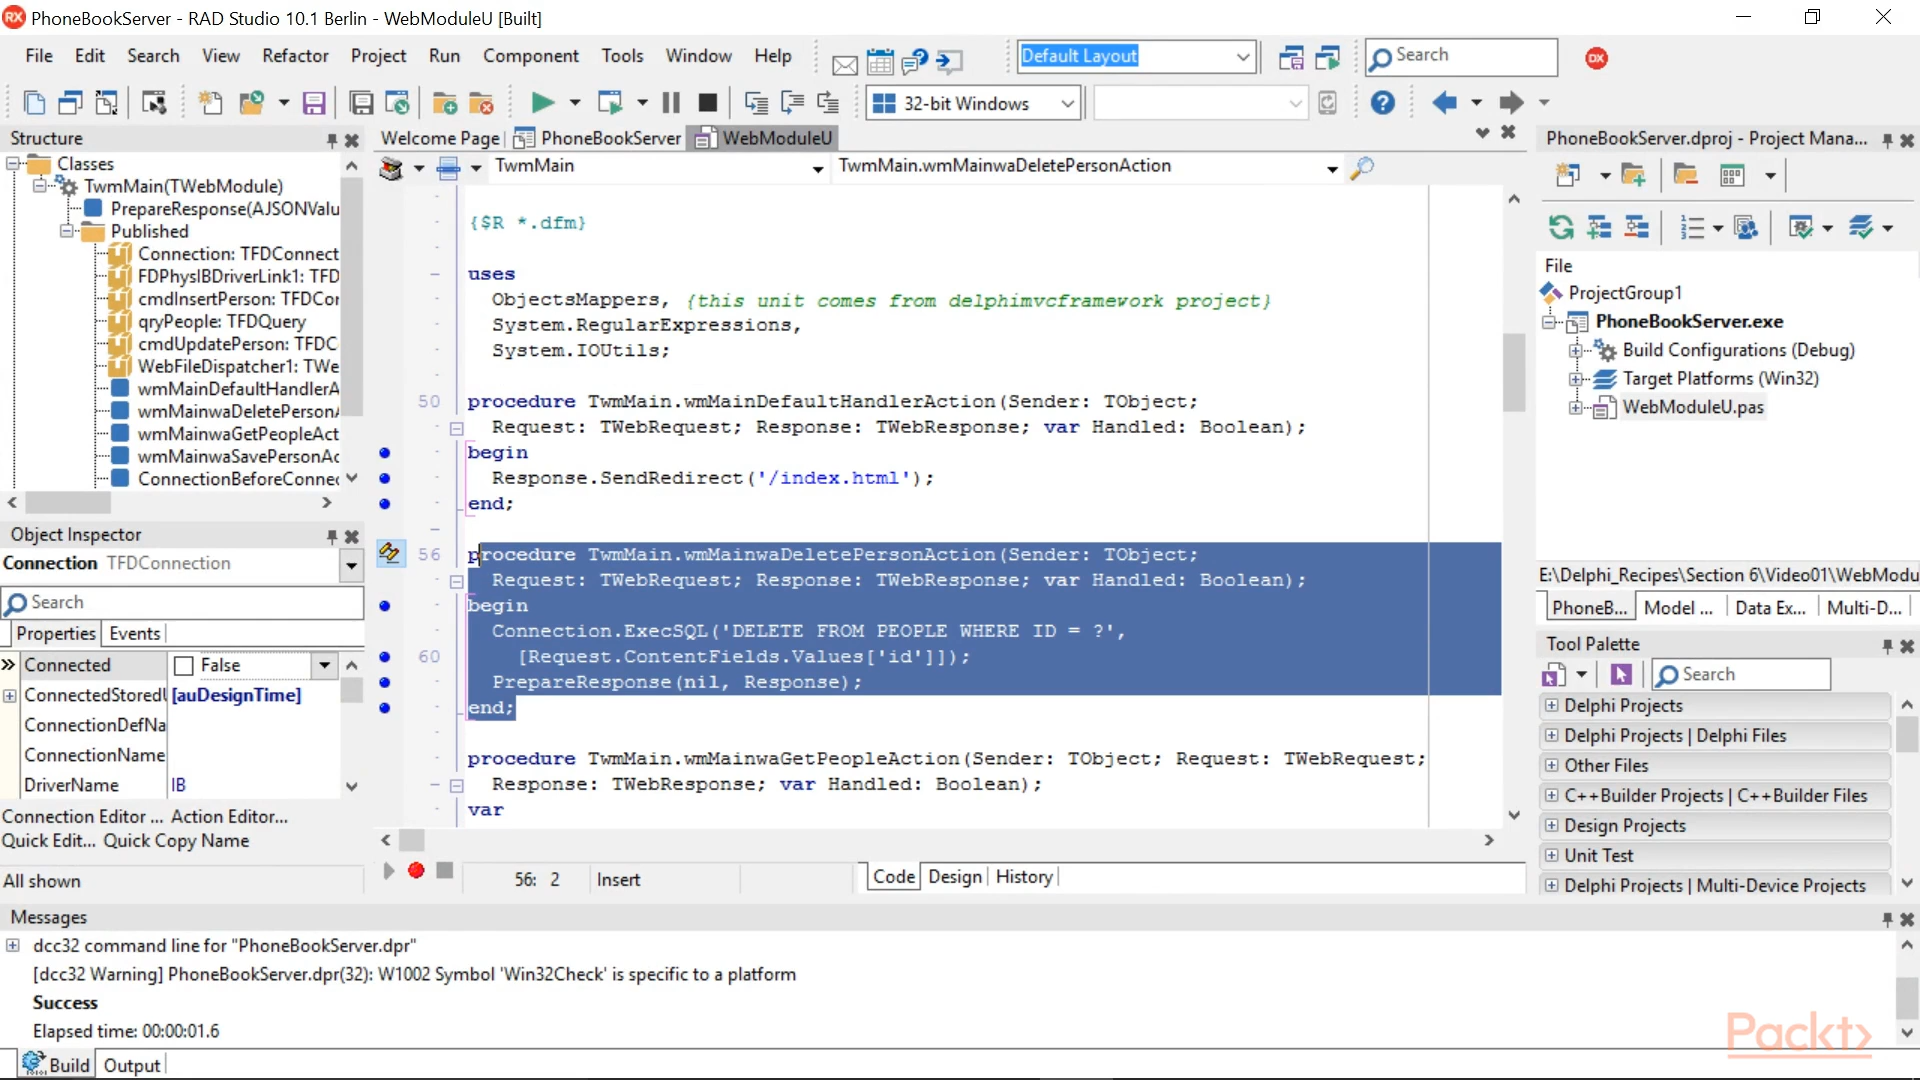 PhoneBookServer - RAD Studio 10.1 Berlin - WebModuleU [Built]
File Edit Search View Refactor Project Run Component Tools Window Help
Default Layout
Search
32-bit Windows
Structure
Classes
TwmMain(TWebModule)
PrepareResponse(AJSONValu
Published
Connection: TFDConnect
FDPhysIBDriverLink1: TFD
cmdInsertPerson: TFDCor
qryPeople: TFDQuery
cmdUpdatePerson: TFDC
WebFileDispatcher1: TWe
wmMainDefaultHandlerA
wmMainwaDeletePersonA
wmMainwaGetPeopleAct
wmMainwaSavePersonAc
ConnectionBeforeConnec
Object Inspector
Connection TFDConnection
Search
Properties Events
Connected False
ConnectedStoredU [auDesignTime]
ConnectionDefNa
ConnectionName
DriverName IB
Connection Editor ... Action Editor...
Quick Edit... Quick Copy Name
All shown
Welcome Page PhoneBookServer WebModuleU
TwmMain TwmMain.wmMainwaDeletePersonAction
{$R *.dfm}
uses
ObjectsMappers, {this unit comes from delphimvcframework project}
System.RegularExpressions,
System.IOUtils;
50 procedure TwmMain.wmMainDefaultHandlerAction(Sender: TObject;
Request: TWebRequest; Response: TWebResponse; var Handled: Boolean);
begin
Response.SendRedirect('/index.html');
end;
56 procedure TwmMain.wmMainwaDeletePersonAction(Sender: TObject;
Request: TWebRequest; Response: TWebResponse; var Handled: Boolean);
begin
Connection.ExecSQL('DELETE FROM PEOPLE WHERE ID = ?',
60 [Request.ContentFields.Values['id']]);
PrepareResponse(nil, Response);
end;
procedure TwmMain.wmMainwaGetPeopleAction(Sender: TObject; Request: TWebRequest;
Response: TWebResponse; var Handled: Boolean);
var
56: 2 Insert
Code Design History
PhoneBookServer.dproj - Project Mana...
File
ProjectGroup1
PhoneBookServer.exe
Build Configurations (Debug)
Target Platforms (Win32)
WebModuleU.pas
E:\Delphi_Recipes\Section 6\Video01\WebModu
PhoneB... Model ... Data Ex... Multi-D...
Tool Palette
Search
Delphi Projects
Delphi Projects | Delphi Files
Other Files
C++Builder Projects | C++Builder Files
Design Projects
Unit Test
Delphi Projects | Multi-Device Projects
Messages
dcc32 command line for "PhoneBookServer.dpr"
[dcc32 Warning] PhoneBookServer.dpr(32): W1002 Symbol 'Win32Check' is specific to a platform
Success
Elapsed time: 00:00:01.6
Build Output
Packt>